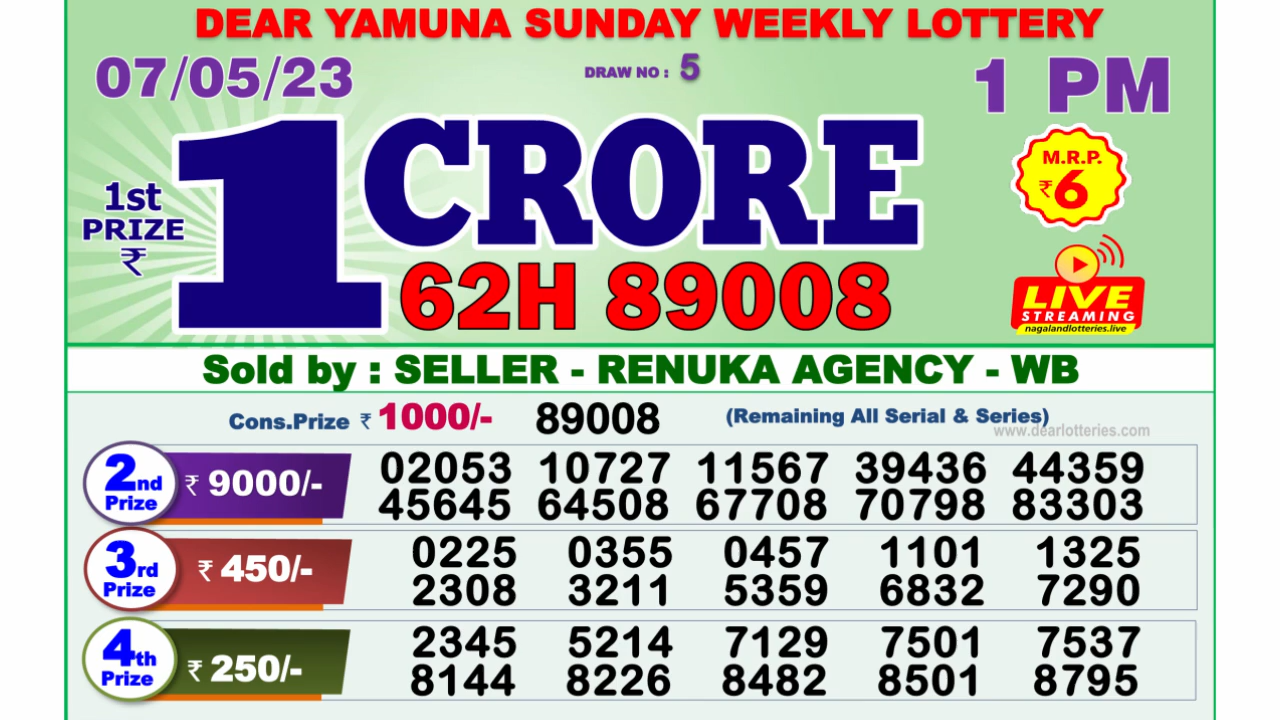 DEAR YAMUNA SUNDAY WEEKLY LOTTERY
07/05/23
DRAW NO : 5
1 PM
1st
PRIZE
₹
1 CRORE
M.R.P.
₹6
62H 89008
LIVE
STREAMING
nagalandlotteries.live
Sold by : SELLER - RENUKA AGENCY - WB
Cons.Prize ₹ 1000/- 89008 (Remaining All Serial & Series)
www.dearlotteries.com
2nd Prize ₹ 9000/-
02053 10727 11567 39436 44359
45645 64508 67708 70798 83303
3rd Prize ₹ 450/-
0225 0355 0457 1101 1325
2308 3211 5359 6832 7290
4th Prize ₹ 250/-
2345 5214 7129 7501 7537
8144 8226 8482 8501 8795